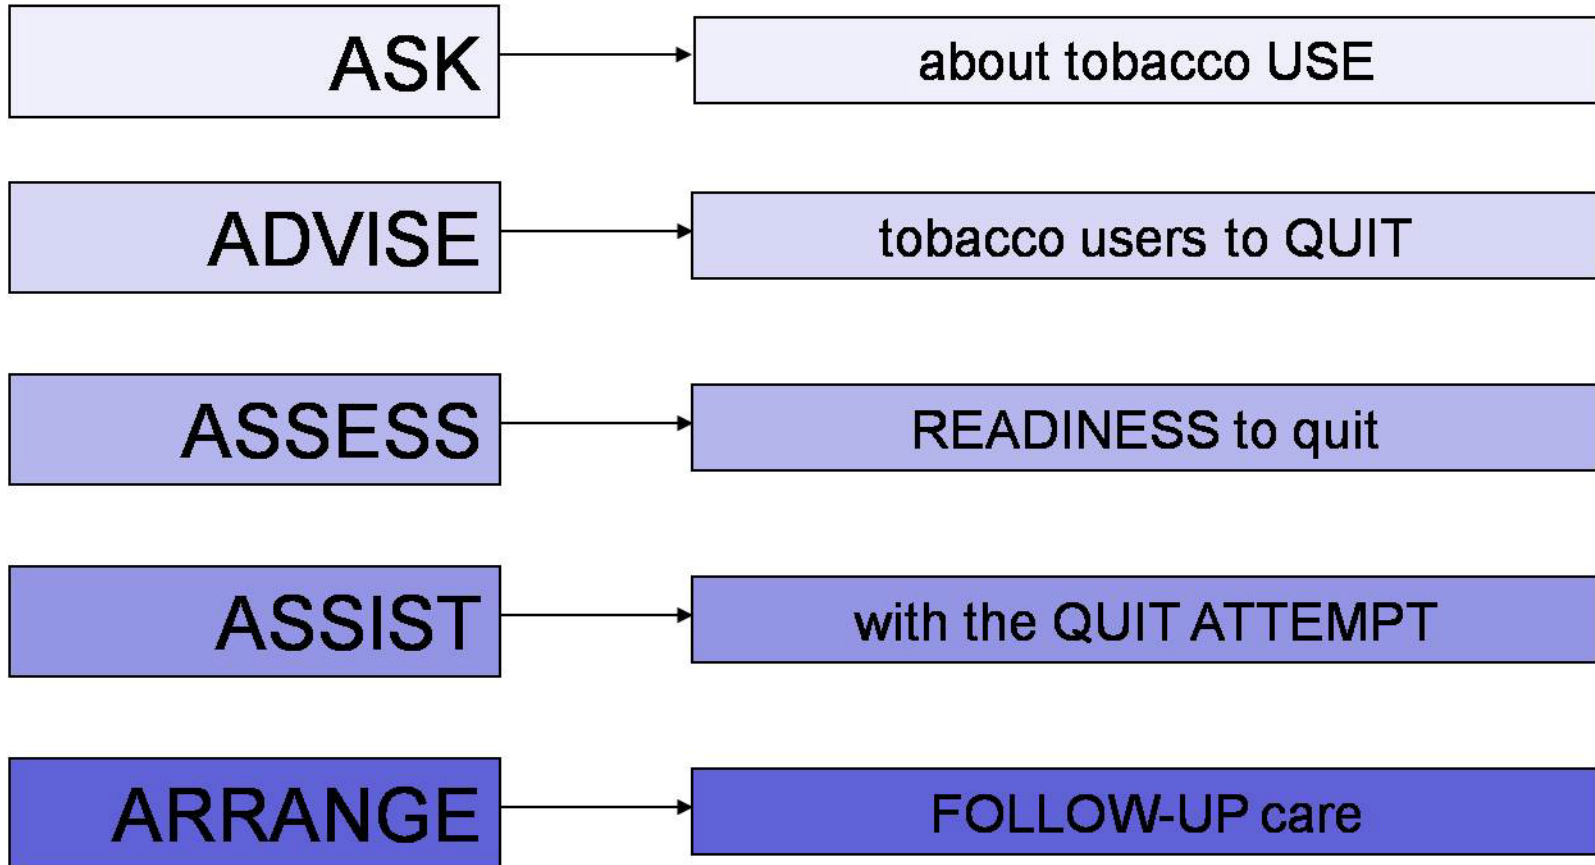 ASK
about tobacco USE
ADVISE
tobacco users to QUIT
ASSESS
READINESS to quit
ASSIST
with the QUIT ATTEMPT
ARRANGE
FOLLOW-UP care